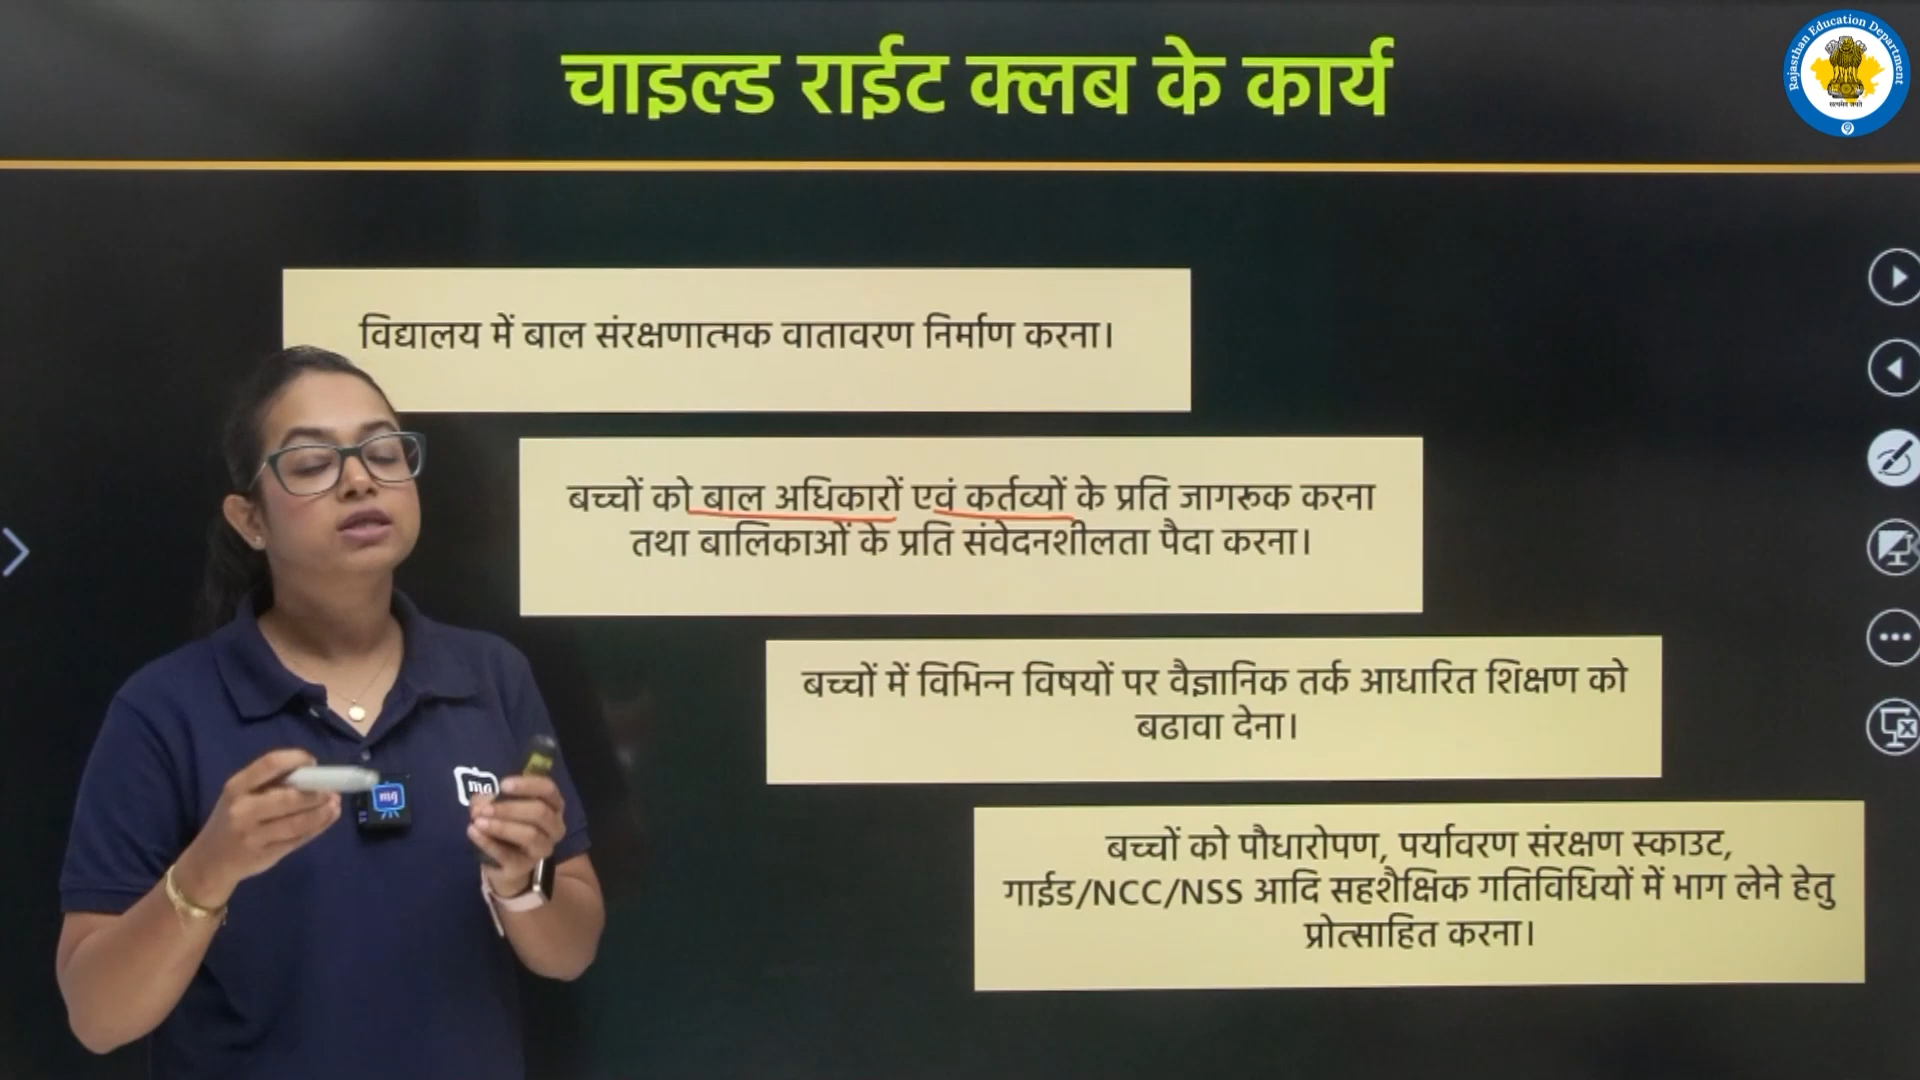 चाइल्ड राईट क्लब के कार्य
Rajasthan Education Department
विद्यालय में बाल संरक्षणात्मक वातावरण निर्माण करना।
बच्चों को बाल अधिकारों एवं कर्तव्यों के प्रति जागरूक करना
तथा बालिकाओं के प्रति संवेदनशीलता पैदा करना।
बच्चों में विभिन्न विषयों पर वैज्ञानिक तर्क आधारित शिक्षण को
बढावा देना।
बच्चों को पौधारोपण, पर्यावरण संरक्षण स्काउट,
गाईड/NCC/NSS आदि सहशैक्षिक गतिविधियों में भाग लेने हेतु
प्रोत्साहित करना।
mg
mg